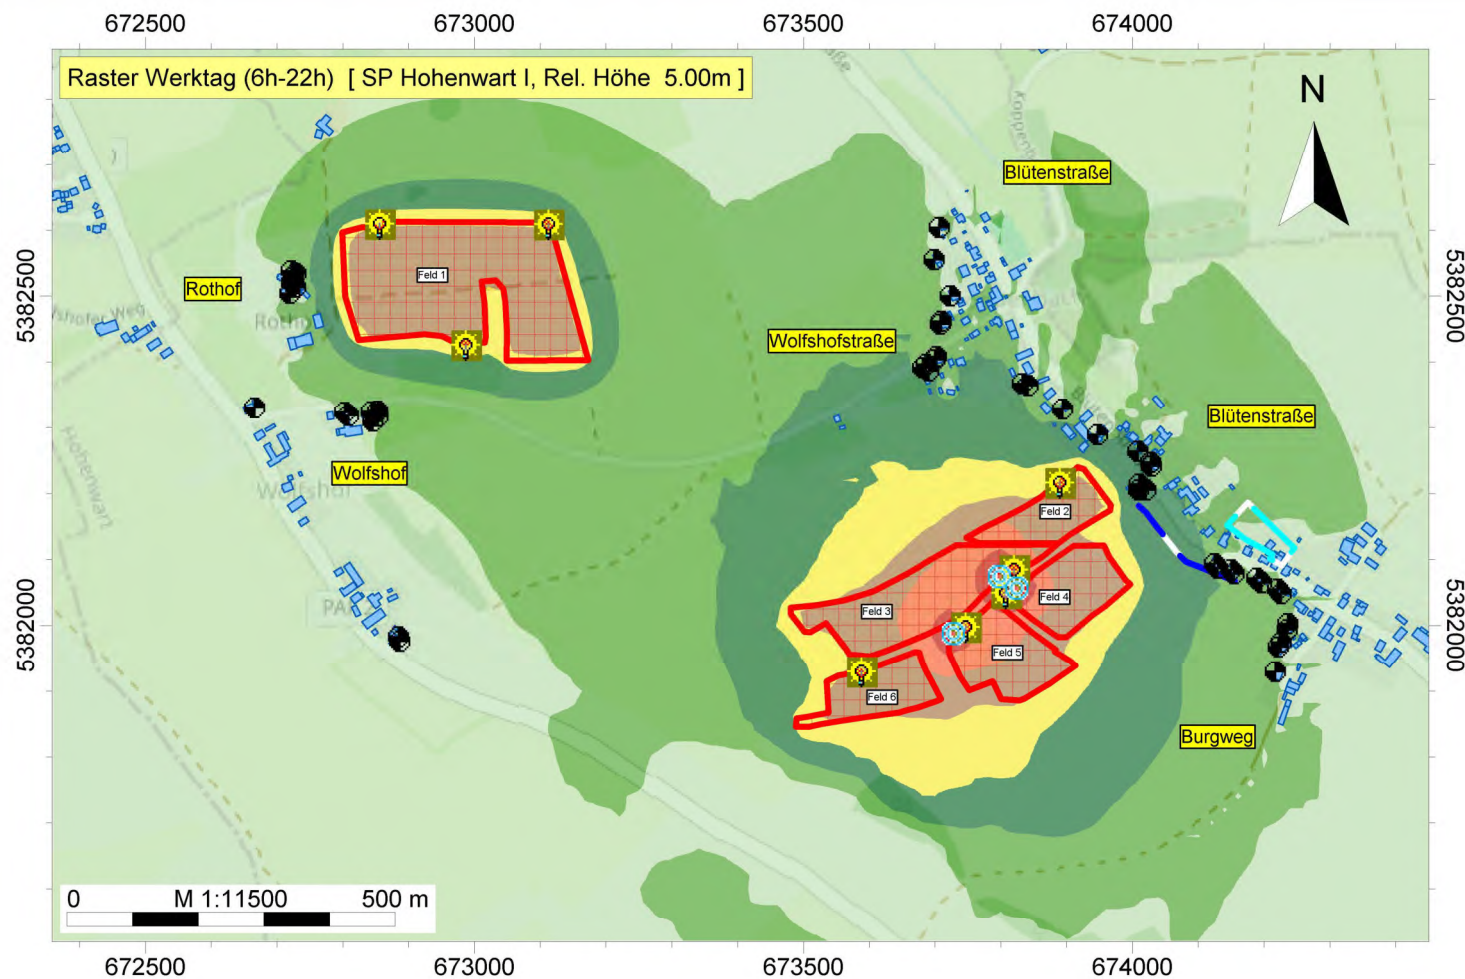 672500 673000 673500 674000
Raster Werktag (6h-22h) [ SP Hohenwart I, Rel. Höhe 5.00m ]
N
Blütenstraße
5382500
5382500
Feld 1
Rothof
Wolfshofstraße
Blütenstraße
Wolfshof
Wolfshof
Hohenwart
Feld 2
Feld 3
Feld 4
Feld 5
Feld 6
5382000
5382000
Burgweg
0 M 1:11500 500 m
672500 673000 673500 674000